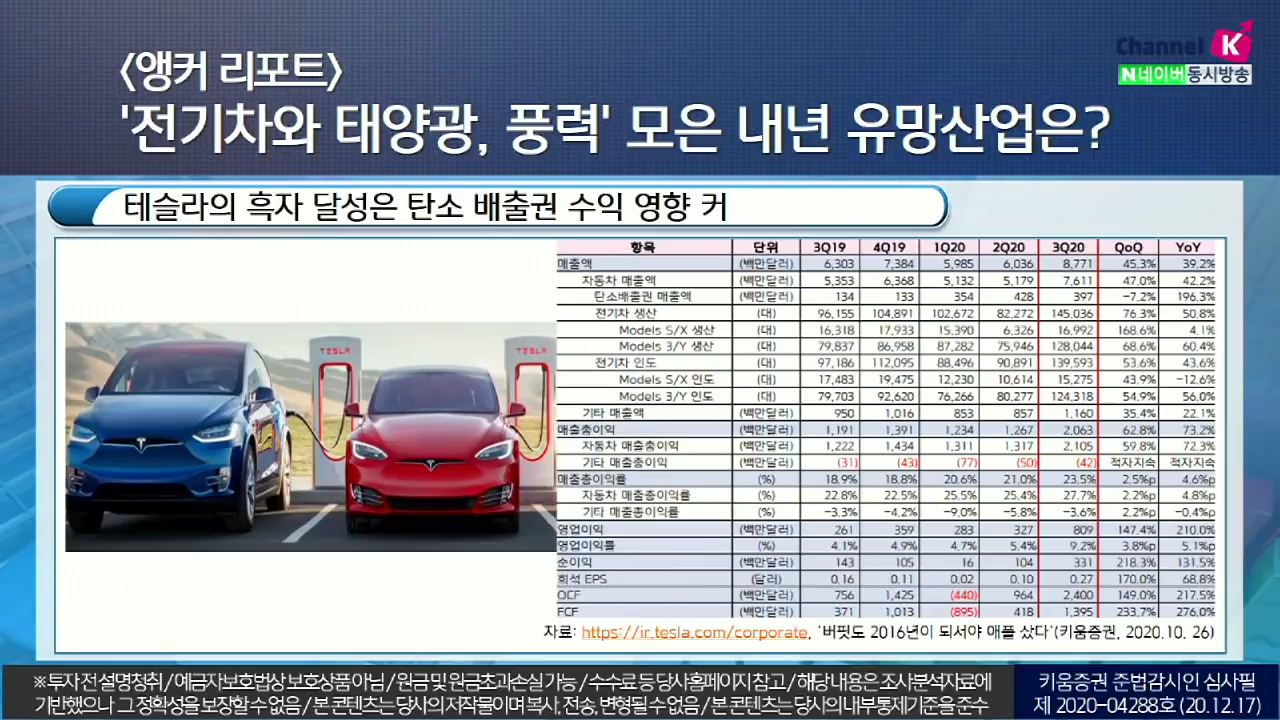 Channel K
N네이버동시방송
<앵커 리포트>
'전기차와 태양광, 풍력' 모은 내년 유망산업은?
테슬라의 흑자 달성은 탄소 배출권 수익 영향 커
TESLA
TESLA
항목 단위 3Q19 4Q19 1Q20 2Q20 3Q20 QoQ YoY
매출액 (백만달러) 6,303 7,384 5,985 6,036 8,771 45.3% 39.2%
자동차 매출액 (백만달러) 5,353 6,368 5,132 5,179 7,611 47.0% 42.2%
탄소배출권 매출액 (백만달러) 134 133 354 428 397 -7.2% 196.3%
전기차 생산 (대) 96,155 104,891 102,672 82,272 145,036 76.3% 50.8%
Models S/X 생산 (대) 16,318 17,933 15,390 6,326 16,992 168.6% 4.1%
Models 3/Y 생산 (대) 79,837 86,958 87,282 75,946 128,044 68.6% 60.4%
전기차 인도 (대) 97,186 112,095 88,496 90,891 139,593 53.6% 43.6%
Models S/X 인도 (대) 17,483 19,475 12,230 10,614 15,275 43.9% -12.6%
Models 3/Y 인도 (대) 79,703 92,620 76,266 80,277 124,318 54.9% 56.0%
기타 매출액 (백만달러) 950 1,016 853 857 1,160 35.4% 22.1%
매출총이익 (백만달러) 1,191 1,391 1,234 1,267 2,063 62.8% 73.2%
자동차 매출총이익 (백만달러) 1,222 1,434 1,311 1,317 2,105 59.8% 72.3%
기타 매출총이익 (백만달러) (31) (43) (77) (50) (42) 적자지속 적자지속
매출총이익률 (%) 18.9% 18.8% 20.6% 21.0% 23.5% 2.5%p 4.6%p
자동차 매출총이익률 (%) 22.8% 22.5% 25.5% 25.4% 27.7% 2.2%p 4.8%p
기타 매출총이익률 (%) -3.3% -4.2% -9.0% -5.8% -3.6% 2.2%p -0.4%p
영업이익 (백만달러) 261 359 283 327 809 147.4% 210.0%
영업이익률 (%) 4.1% 4.9% 4.7% 5.4% 9.2% 3.8%p 5.1%p
순이익 (백만달러) 143 105 16 104 331 218.3% 131.5%
희석 EPS (달러) 0.16 0.11 0.02 0.10 0.27 170.0% 68.8%
OCF (백만달러) 756 1,425 (440) 964 2,400 149.0% 217.5%
FCF (백만달러) 371 1,013 (895) 418 1,395 233.7% 276.0%
자료: https://ir.tesla.com/corporate, '버핏도 2016년이 되서야 애플 샀다'(키움증권, 2020.10. 26)
※투자 전 설명청취 / 예금자보호법상 보호상품 아님 / 원금 및 원금초과손실 가능 / 수수료 등 당사 홈페이지 참고 / 해당 내용은 조사분석자료에
기반했으나 그 정확성을 보장할 수 없음 / 본 콘텐츠는 당사의 저작물이며 복사, 전송, 변형될 수 없음 / 본 콘텐츠는 당사의 내부통제기준을 준수
키움증권 준법감시인 심사필
제 2020-04288호 (20.12.17)